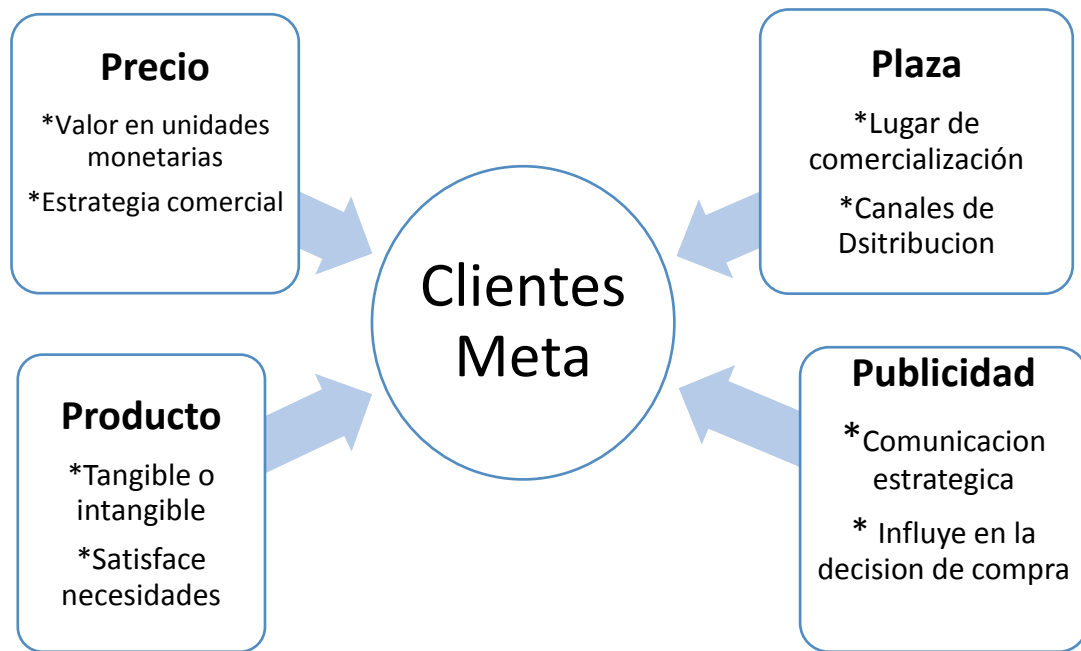 Precio
*Valor en unidades
monetarias
*Estrategia comercial
Plaza
*Lugar de
comercialización
*Canales de
Dsitribucion
Clientes
Meta
Producto
*Tangible o
intangible
*Satisface
necesidades
Publicidad
*Comunicacion
estrategica
* Influye en la
decision de compra